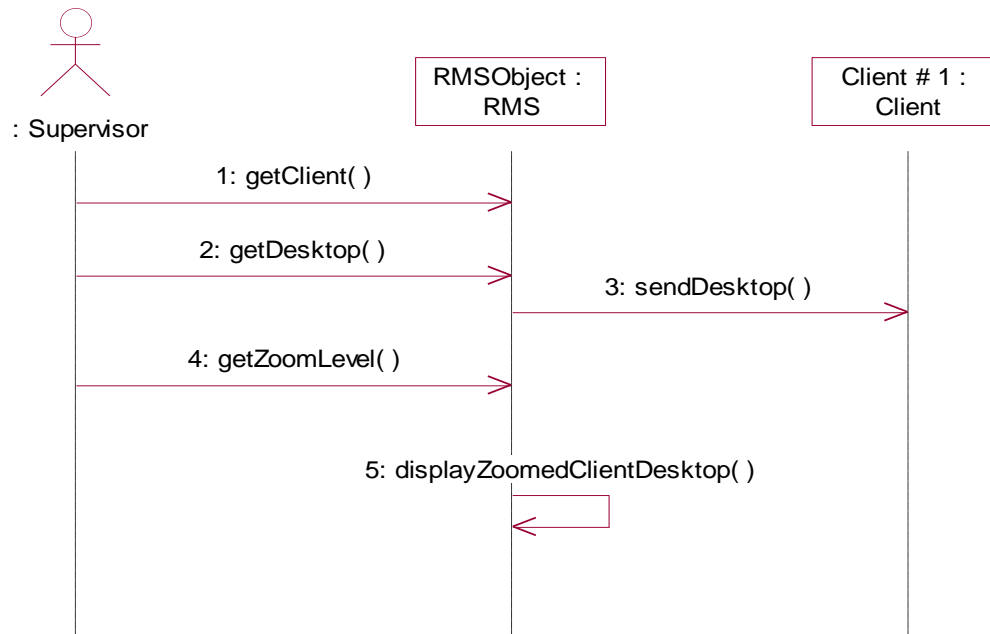 RMSObject :
RMS
Client # 1 :
Client
: Supervisor
1: getClient( )
2: getDesktop( )
3: sendDesktop( )
4: getZoomLevel( )
5: displayZoomedClientDesktop( )